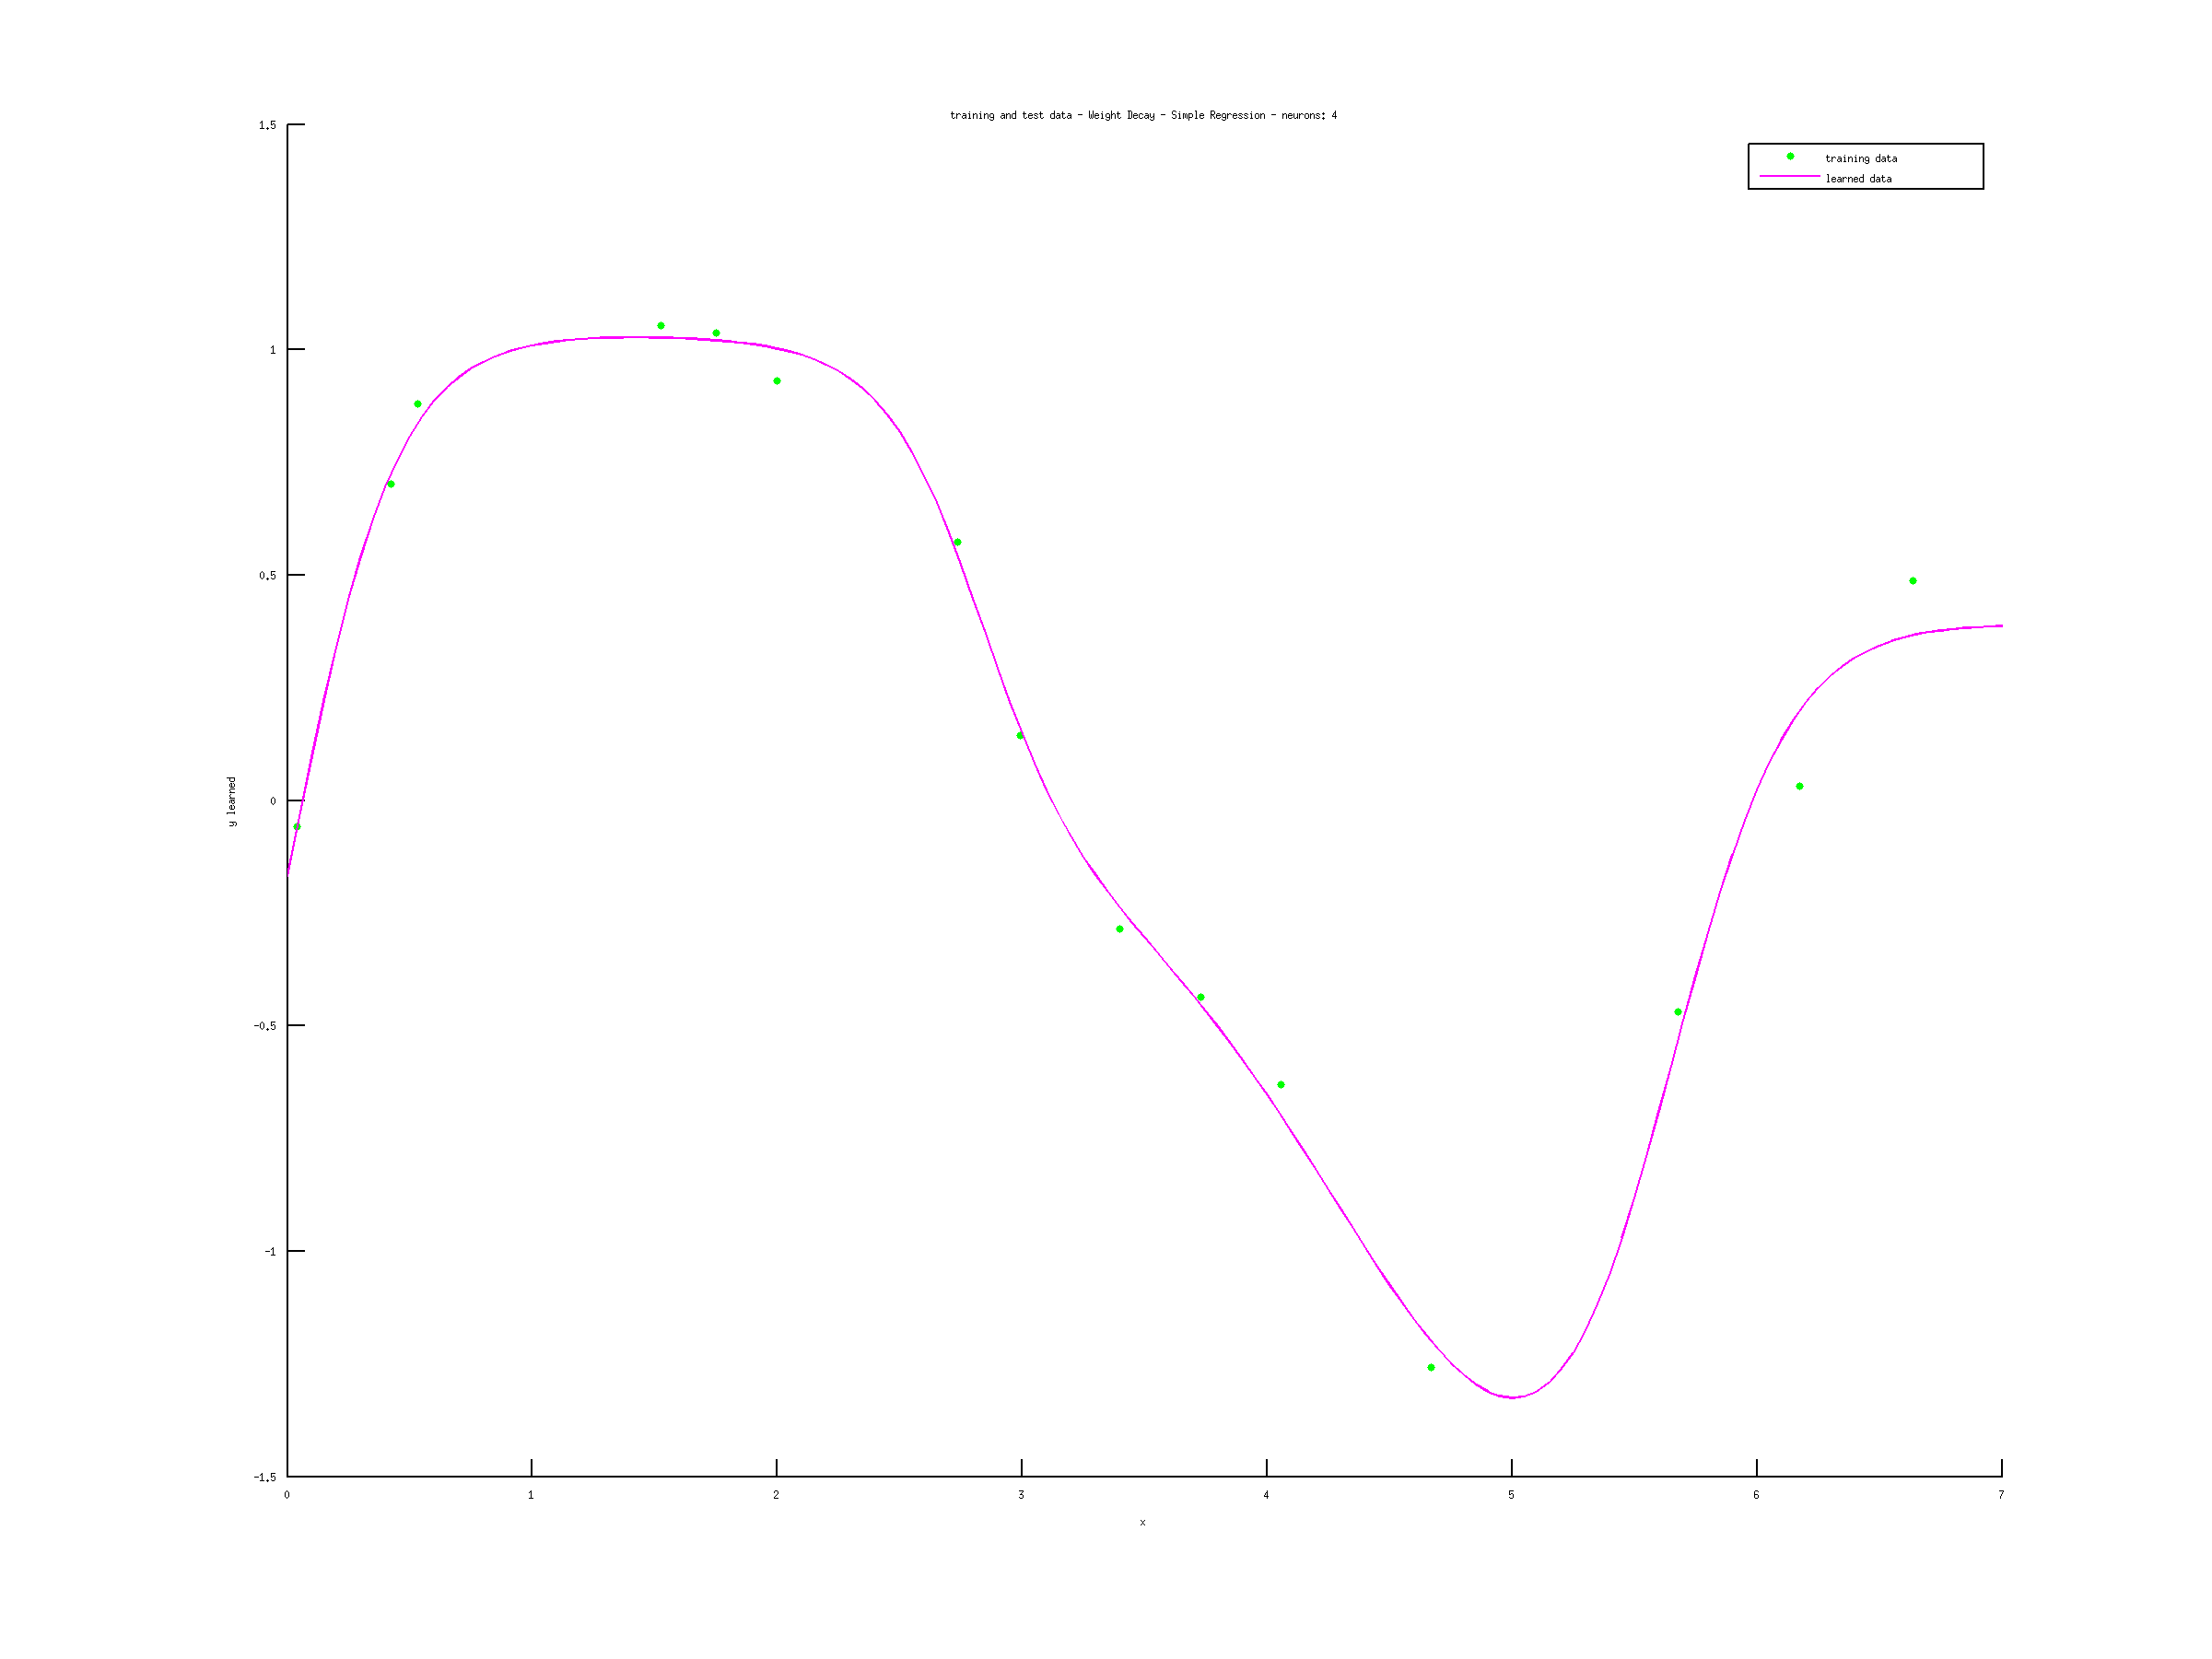 training and test data - Weight Decay - Simple Regression - neurons: 4
training data
learned data
1.5
1
0.5
0
-0.5
-1
-1.5
y learned
0 1 2 3 4 5 6 7
x